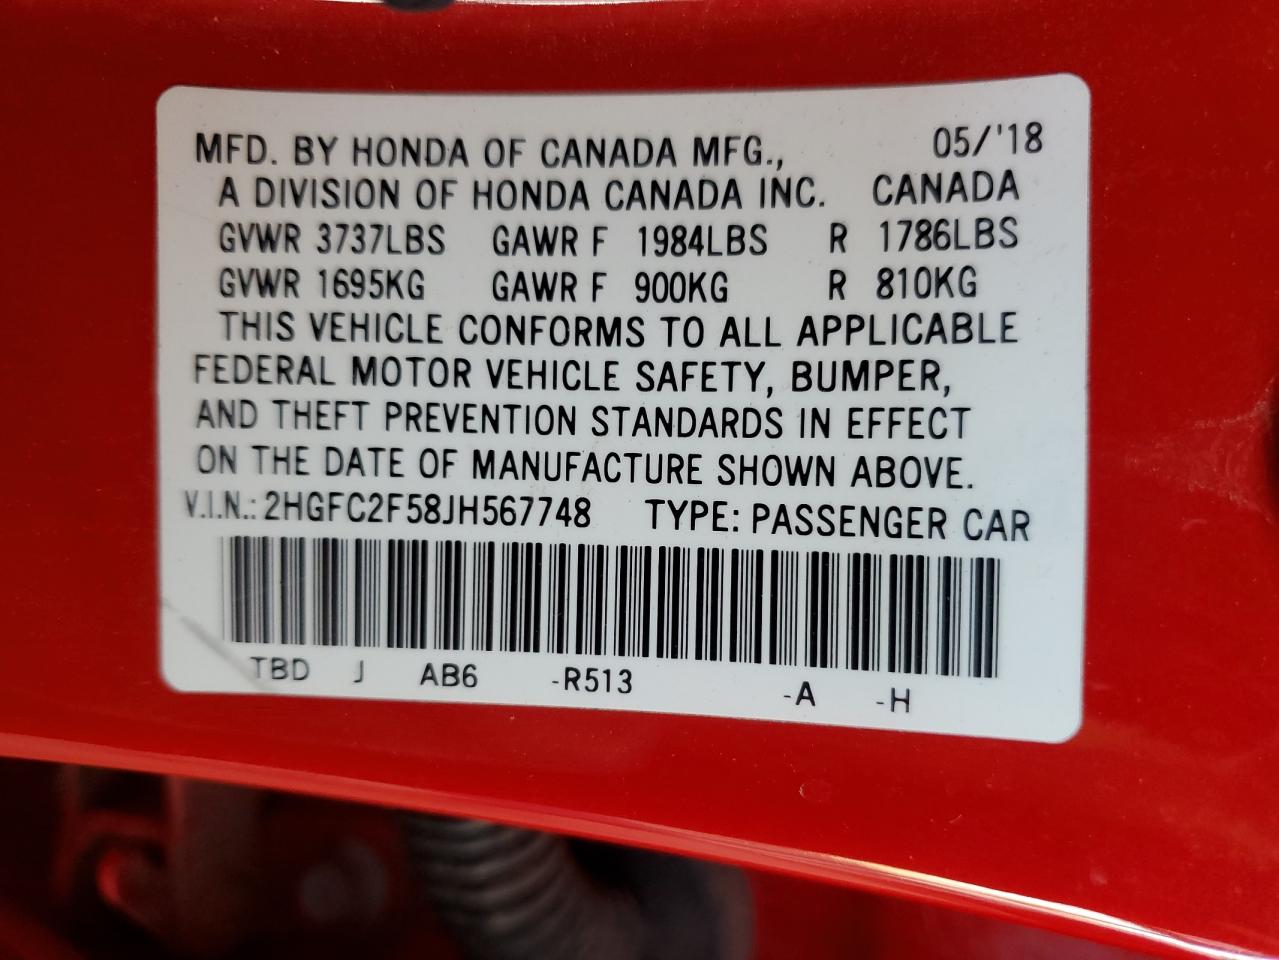 MFD. BY HONDA OF CANADA MFG., 05/'18
A DIVISION OF HONDA CANADA INC. CANADA
GVWR 3737LBS GAWR F 1984LBS R 1786LBS
GVWR 1695KG GAWR F 900KG R 810KG
THIS VEHICLE CONFORMS TO ALL APPLICABLE
FEDERAL MOTOR VEHICLE SAFETY, BUMPER,
AND THEFT PREVENTION STANDARDS IN EFFECT
ON THE DATE OF MANUFACTURE SHOWN ABOVE.
V.I.N.: 2HGFC2F58JH567748 TYPE: PASSENGER CAR
TBD J AB6 -R513 -A -H